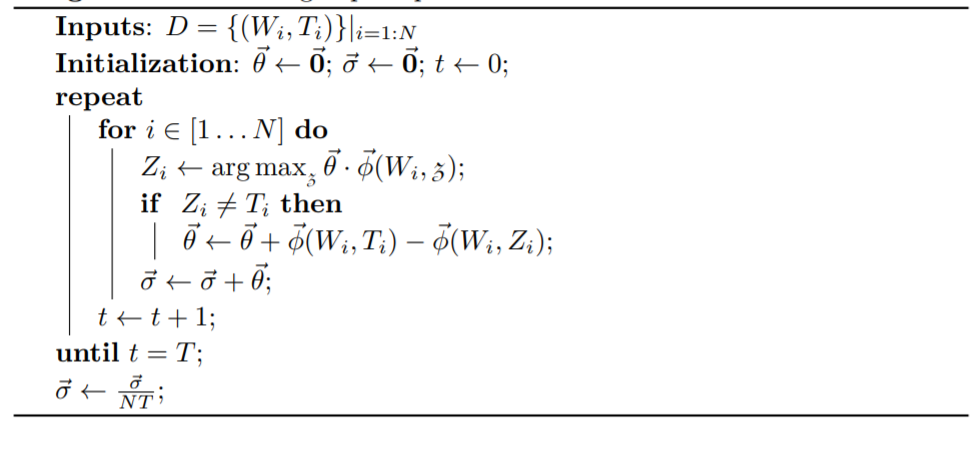 Inputs: D = {(W_i, T_i)}|_{i=1:N}
Initialization: θ⃗ ← 0⃗; σ⃗ ← 0⃗; t ← 0;
repeat
for i ∈ [1 . . . N] do
Z_i ← arg max_𝔷 θ⃗ · ϕ⃗(W_i, 𝔷);
if Z_i ≠ T_i then
θ⃗ ← θ⃗ + ϕ⃗(W_i, T_i) − ϕ⃗(W_i, Z_i);
σ⃗ ← σ⃗ + θ⃗;
t ← t + 1;
until t = T;
σ⃗ ← σ⃗/NT;